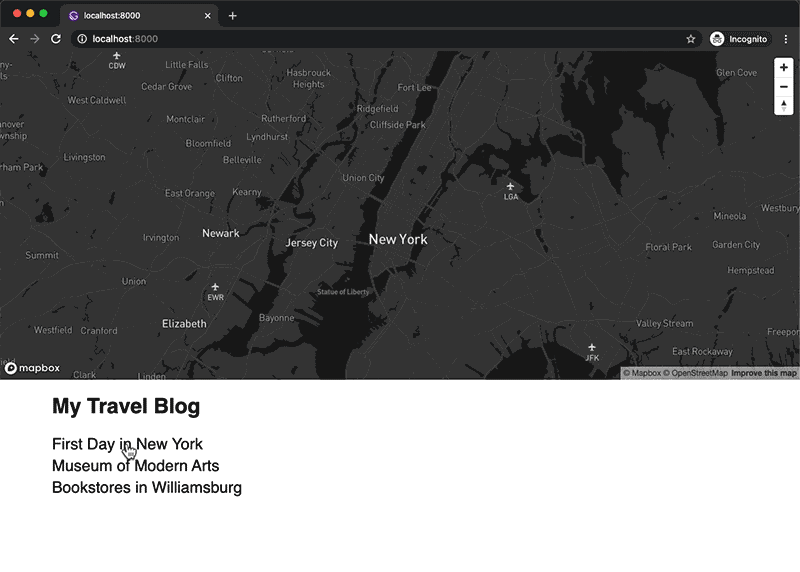 localhost:8000
localhost:8000
Incognito
CDW
Little Falls
Clifton
Hasbrouck
Heights
Fort Lee
Glen Cove
West Caldwell
Cedar Grove
Ridgefield
Montclair
Rutherford
Cliffside Park
Lyndhurst
Bloomfield
Livingston
Belleville
Union City
East Orange
Kearny
LGA
Westbury
Mineola
Irvington
Newark
Jersey City
New York
Floral Park
Garden City
Summit
Hempstead
Union
EWR
Statue of Liberty
Elizabeth
Bayonne
Valley Stream
Westfield
Cranford
Freepor
JFK
East Rockaway
mapbox
Clark
Linden
© Mapbox © OpenStreetMap Improve this map
My Travel Blog
First Day in New York
Museum of Modern Arts
Bookstores in Williamsburg